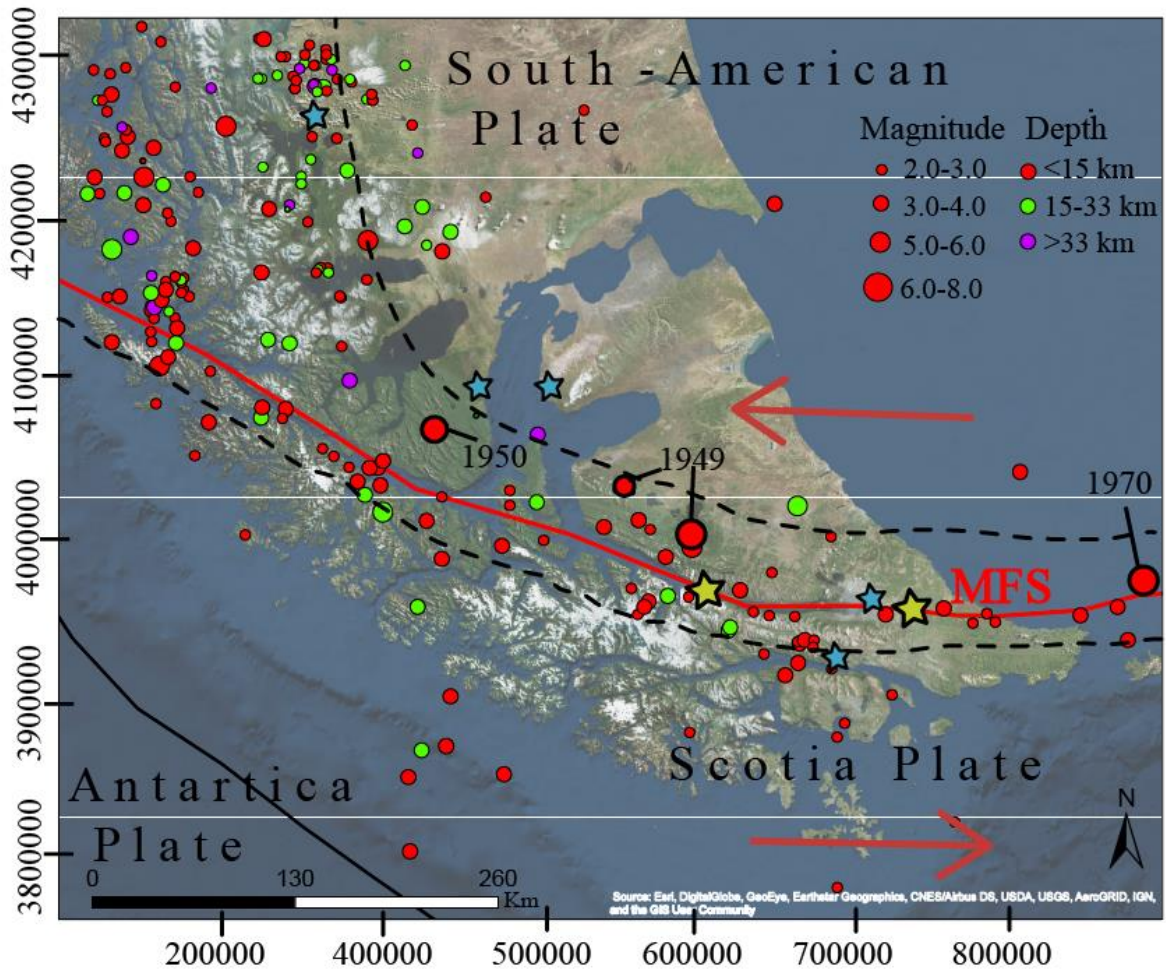 South-American
Plate
Magnitude Depth
2.0-3.0 <15 km
3.0-4.0 15-33 km
5.0-6.0 >33 km
6.0-8.0
1950
1949
1970
MFS
Scotia Plate
Antartica
Plate
N
0 130 260
Km
Source: Esri, DigitalGlobe, GeoEye, Earthstar Geographics, CNES/Airbus DS, USDA, USGS, AeroGRID, IGN,
and the GIS User Community
4300000
4200000
4100000
4000000
3900000
3800000
200000 400000 500000 600000 700000 800000